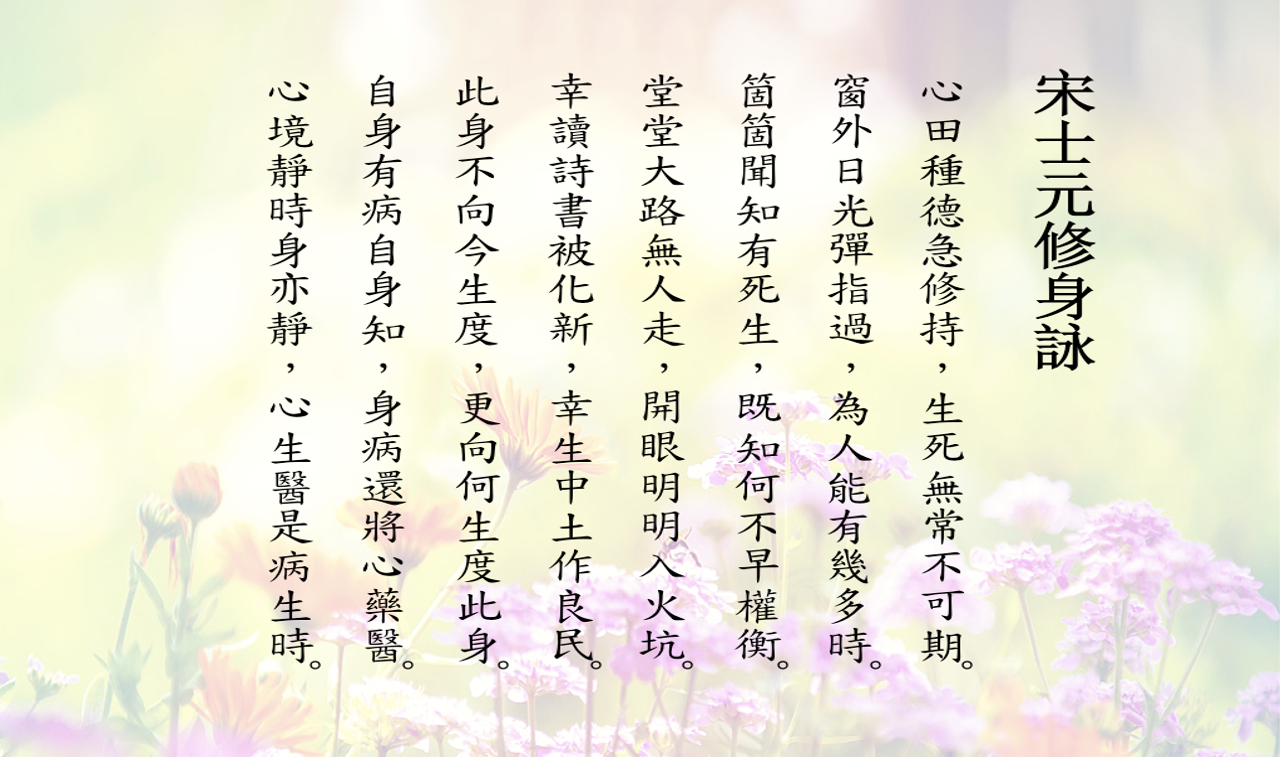 宋士元修身詠
心田種德急修持，生死無常不可期。
窗外日光彈指過，為人能有幾多時。
箇箇聞知有死生，既知何不早權衡。
堂堂大路無人走，開眼明明入火坑。
幸讀詩書被化新，幸生中土作良民。
此身不向今生度，更向何生度此身。
自身有病自身知，身病還將心藥醫。
心境靜時身亦靜，心生醫是病生時。